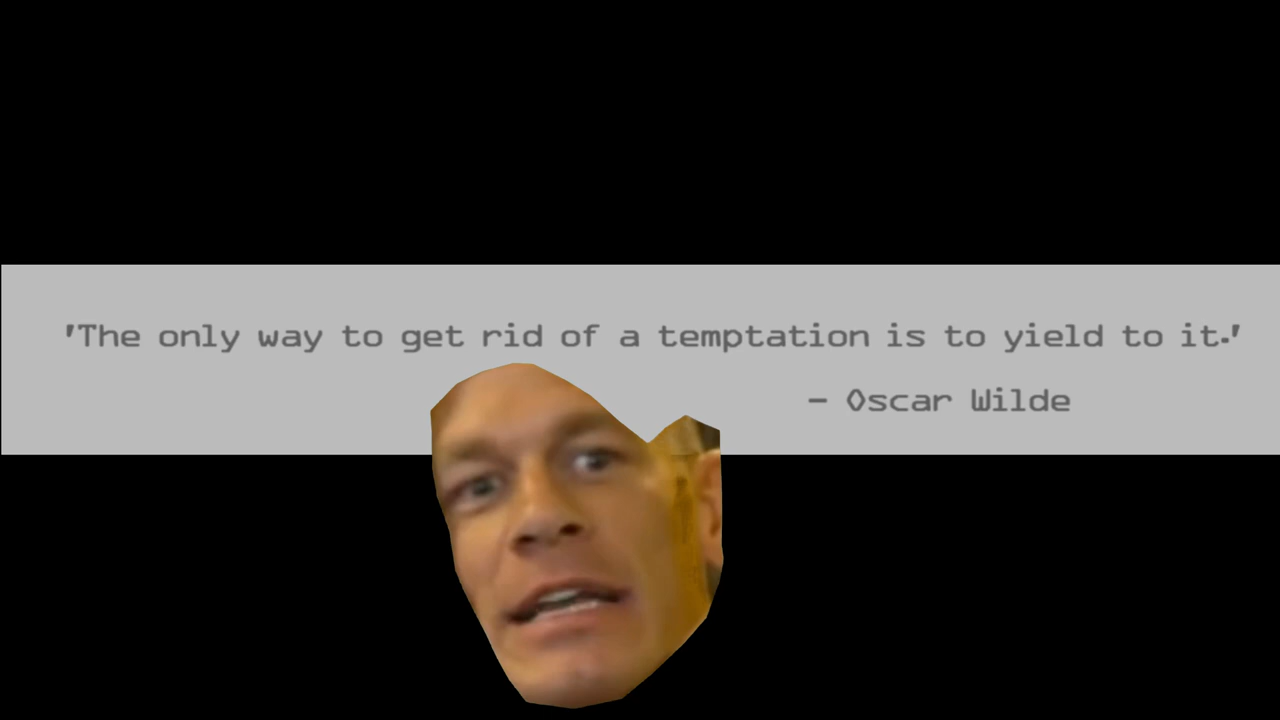 'The only way to get rid of a temptation is to yield to it.'
- Oscar Wilde